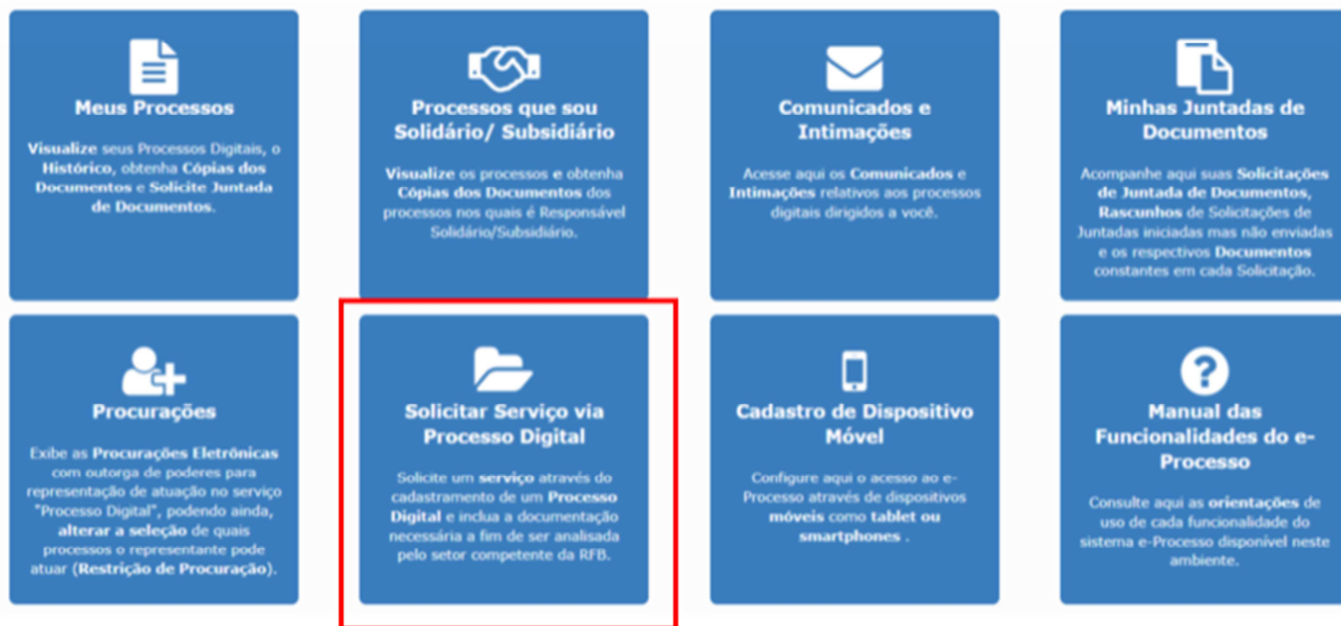 Meus Processos
Visualize seus Processos Digitais, o
Histórico, obtenha Cópias dos
Documentos e Solicite Juntada
de Documentos.
Processos que sou
Solidário/ Subsidiário
Visualize os processos e obtenha
Cópias dos Documentos dos
processos nos quais é Responsável
Solidário/Subsidiário.
Comunicados e
Intimações
Acesse aqui os Comunicados e
Intimações relativos aos processos
digitais dirigidos a você.
Minhas Juntadas de
Documentos
Acompanhe aqui suas Solicitações
de Juntada de Documentos,
Rascunhos de Solicitações de
Juntadas iniciadas mas não enviadas
e os respectivos Documentos
constantes em cada Solicitação.
Procurações
Exibe as Procurações Eletrônicas
com outorga de poderes para
representação de atuação no serviço
"Processo Digital", podendo ainda,
alterar a seleção de quais
processos o representante pode
atuar (Restrição de Procuração).
Solicitar Serviço via
Processo Digital
Solicite um serviço através do
cadastramento de um Processo
Digital e inclua a documentação
necessária a fim de ser analisada
pelo setor competente da RFB.
Cadastro de Dispositivo
Móvel
Configure aqui o acesso ao e-
Processo através de dispositivos
móveis como tablet ou
smartphones .
Manual das
Funcionalidades do e-
Processo
Consulte aqui as orientações de
uso de cada funcionalidade do
sistema e-Processo disponível neste
ambiente.